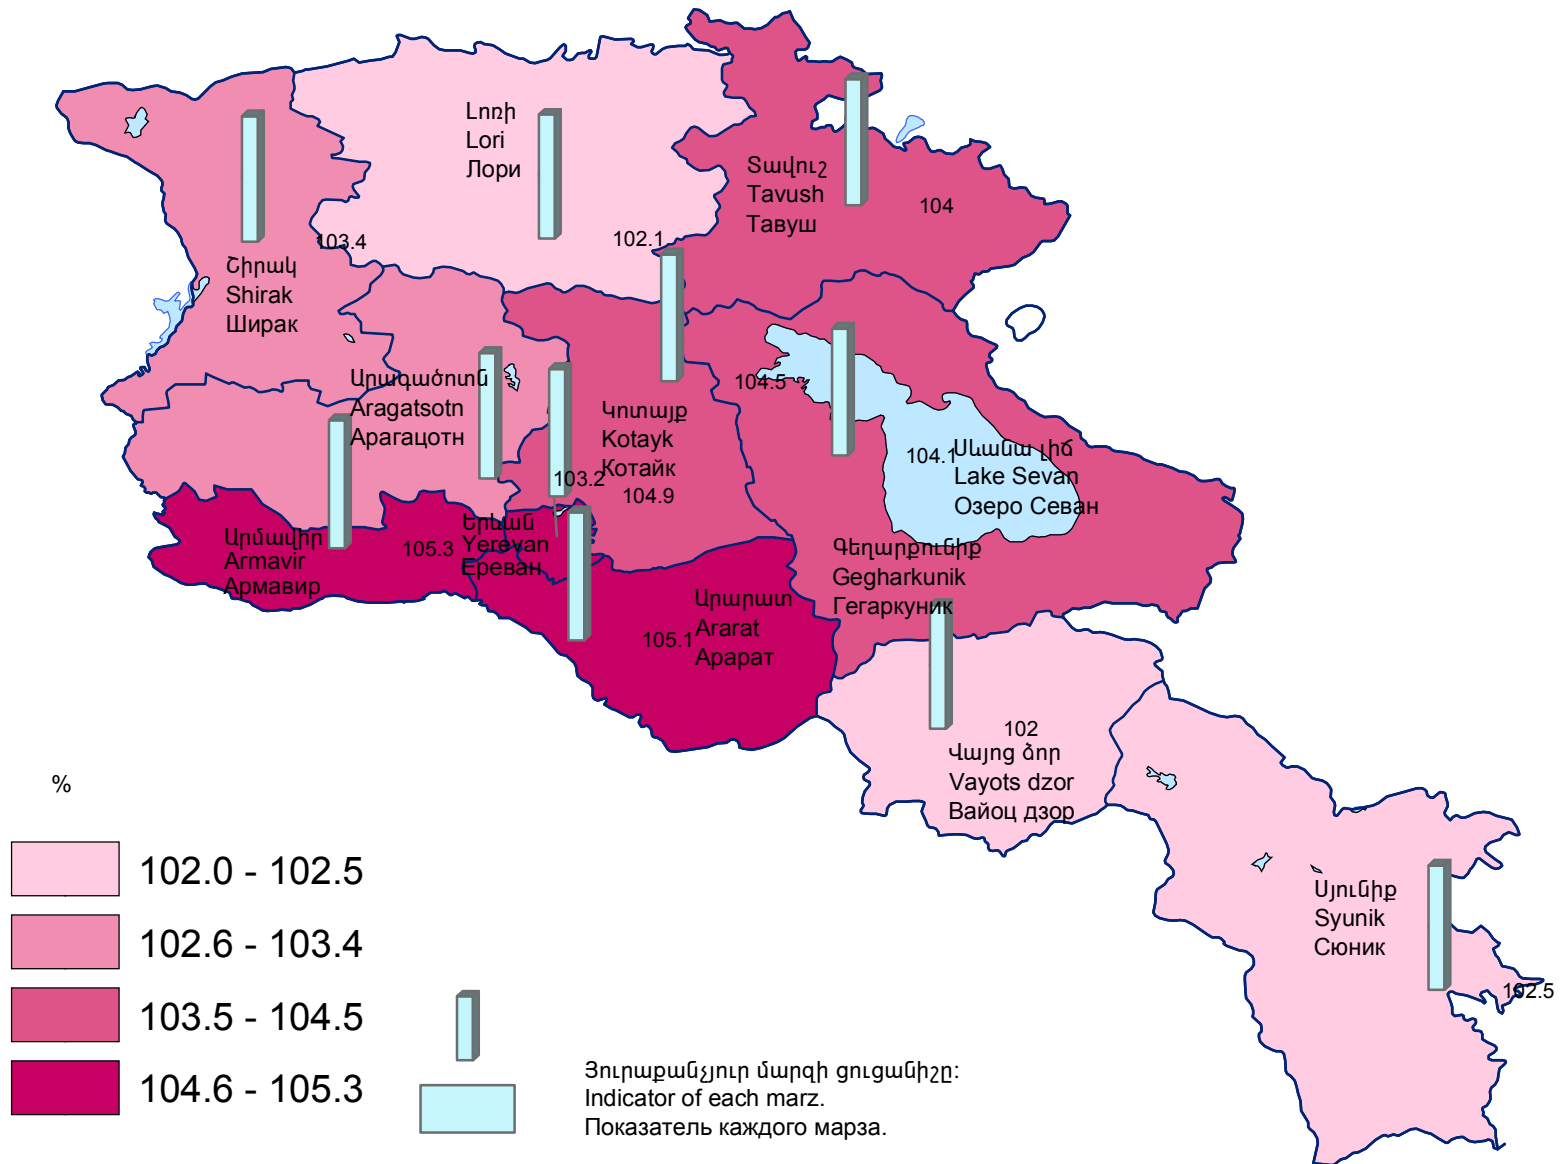 Լոռի
Lori
Лори
Տավուշ
Tavush
Тавуш
104
103.4
102.1
Շիրակ
Shirak
Ширак
Արագածոտն
Aragatsotn
Арагацотн
104.5
Կոտայք
Kotayk
Котайк
103.2
104.9
104.1
Սևանա լիճ
Lake Sevan
Озеро Севан
Արմավիր
Armavir
Армавир
105.3
Երևան
Yerevan
Ереван
Գեղարքունիք
Gegharkunik
Гегаркуник
Արարատ
Ararat
Арарат
105.1
102
Վայոց ձոր
Vayots dzor
Вайоц дзор
Սյունիք
Syunik
Сюник
102.5
%
102.0 - 102.5
102.6 - 103.4
103.5 - 104.5
104.6 - 105.3
Յուրաքանչյուր մարզի ցուցանիշը:
Indicator of each marz.
Показатель каждого марза.